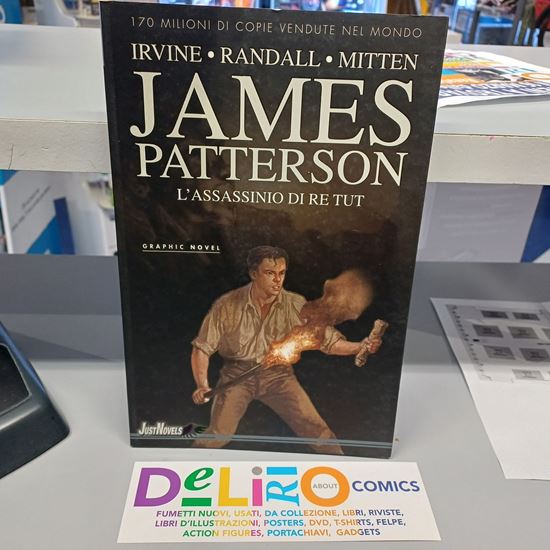 170 MILIONI DI COPIE VENDUTE NEL MONDO
IRVINE • RANDALL • MITTEN
JAMES
PATTERSON
L'ASSASSINIO DI RE TUT
GRAPHIC NOVEL
JUSTNOVELS
DeLiRIO ABOUT COMICS
FUMETTI NUOVI, USATI, DA COLLEZIONE, LIBRI, RIVISTE,
LIBRI D'ILLUSTRAZIONI, POSTERS, DVD, T-SHIRTS, FELPE,
ACTION FIGURES, PORTACHIAVI, GADGETS